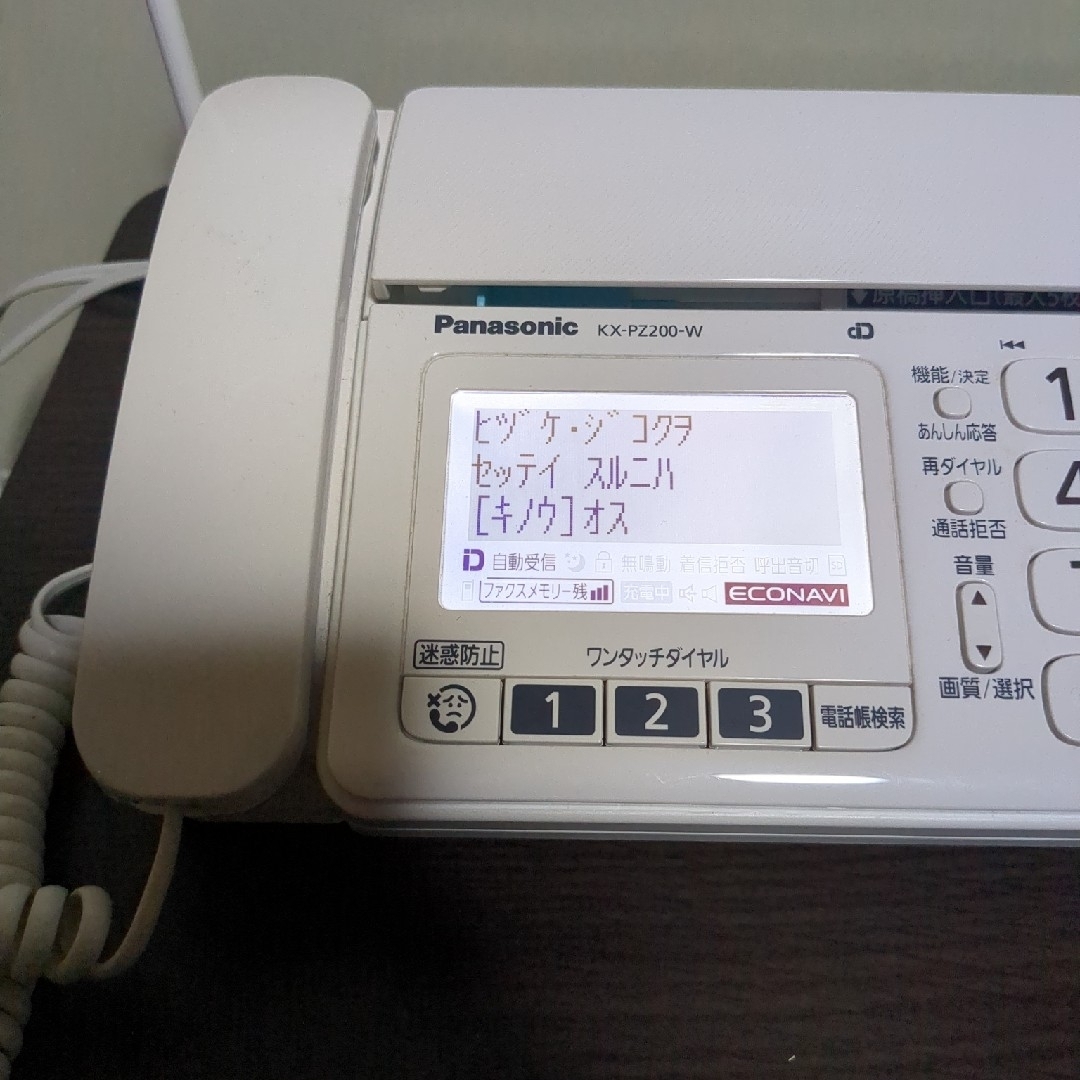 ▼原稿挿入口(最大5枚
Panasonic KX-PZ200-W
ヒヅケ・ジコクヲ
セッテイ スルニハ
[キノウ]オス
iD 自動受信 無鳴動 着信拒否 呼出音切 SD
ファクスメモリー残 充電中 ECONAVI
迷惑防止 ワンタッチダイヤル
1 2 3 電話帳検索
機能/決定
あんしん応答
再ダイヤル
通話拒否
音量
▲
▼
画質/選択
1
4